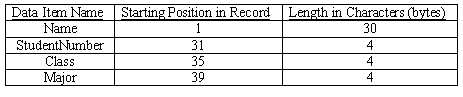 Data Item Name Starting Position in Record Length in Characters (bytes)
Name 1 30
StudentNumber 31 4
Class 35 4
Major 39 4